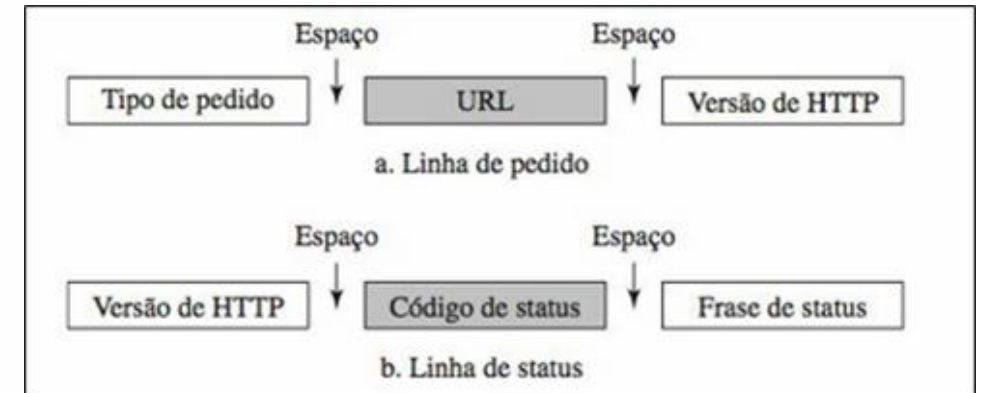 Espaço Espaço
Tipo de pedido URL Versão de HTTP
a. Linha de pedido
Espaço Espaço
Versão de HTTP Código de status Frase de status
b. Linha de status